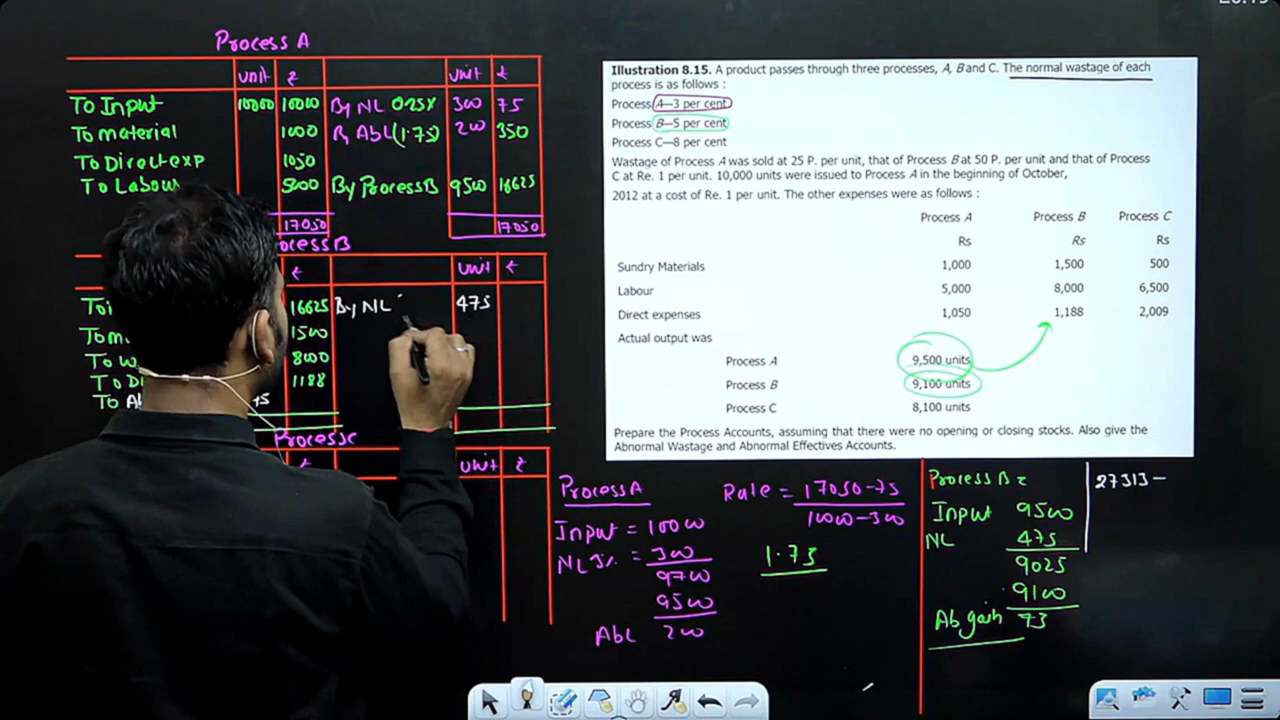 Process A
unit ₹ unit ₹
To Input 10000 10000 By NL 0.25X 300 75
To material 1000 By AbL(1.75) 200 350
To Direct exp 1050
To Labour 5000 By Process B 9500 16625
17050 17050
ocess B
₹ unit ₹
16625 By NL 475
To m 1500
To 8000
To Di 1188
To Ab
Process C
₹ unit ₹
Illustration 8.15. A product passes through three processes, A, B and C. The normal wastage of each
process is as follows :
Process A—3 per cent
Process B—5 per cent
Process C—8 per cent
Wastage of Process A was sold at 25 P. per unit, that of Process B at 50 P. per unit and that of Process
C at Re. 1 per unit. 10,000 units were issued to Process A in the beginning of October,
2012 at a cost of Re. 1 per unit. The other expenses were as follows :
Process A Process B Process C
Rs Rs Rs
Sundry Materials 1,000 1,500 500
Labour 5,000 8,000 6,500
Direct expenses 1,050 1,188 2,009
Actual output was
Process A 9,500 units
Process B 9,100 units
Process C 8,100 units
Prepare the Process Accounts, assuming that there were no opening or closing stocks. Also give the
Abnormal Wastage and Abnormal Effectives Accounts.
Process A
Input = 10000
NL 3% = 300
9700
9500
AbL 200
Rate = 17050-75
10000-300
1.75
Process B =
Input 9500
NL 475
9025
9100
Ab gain 75
27313 -